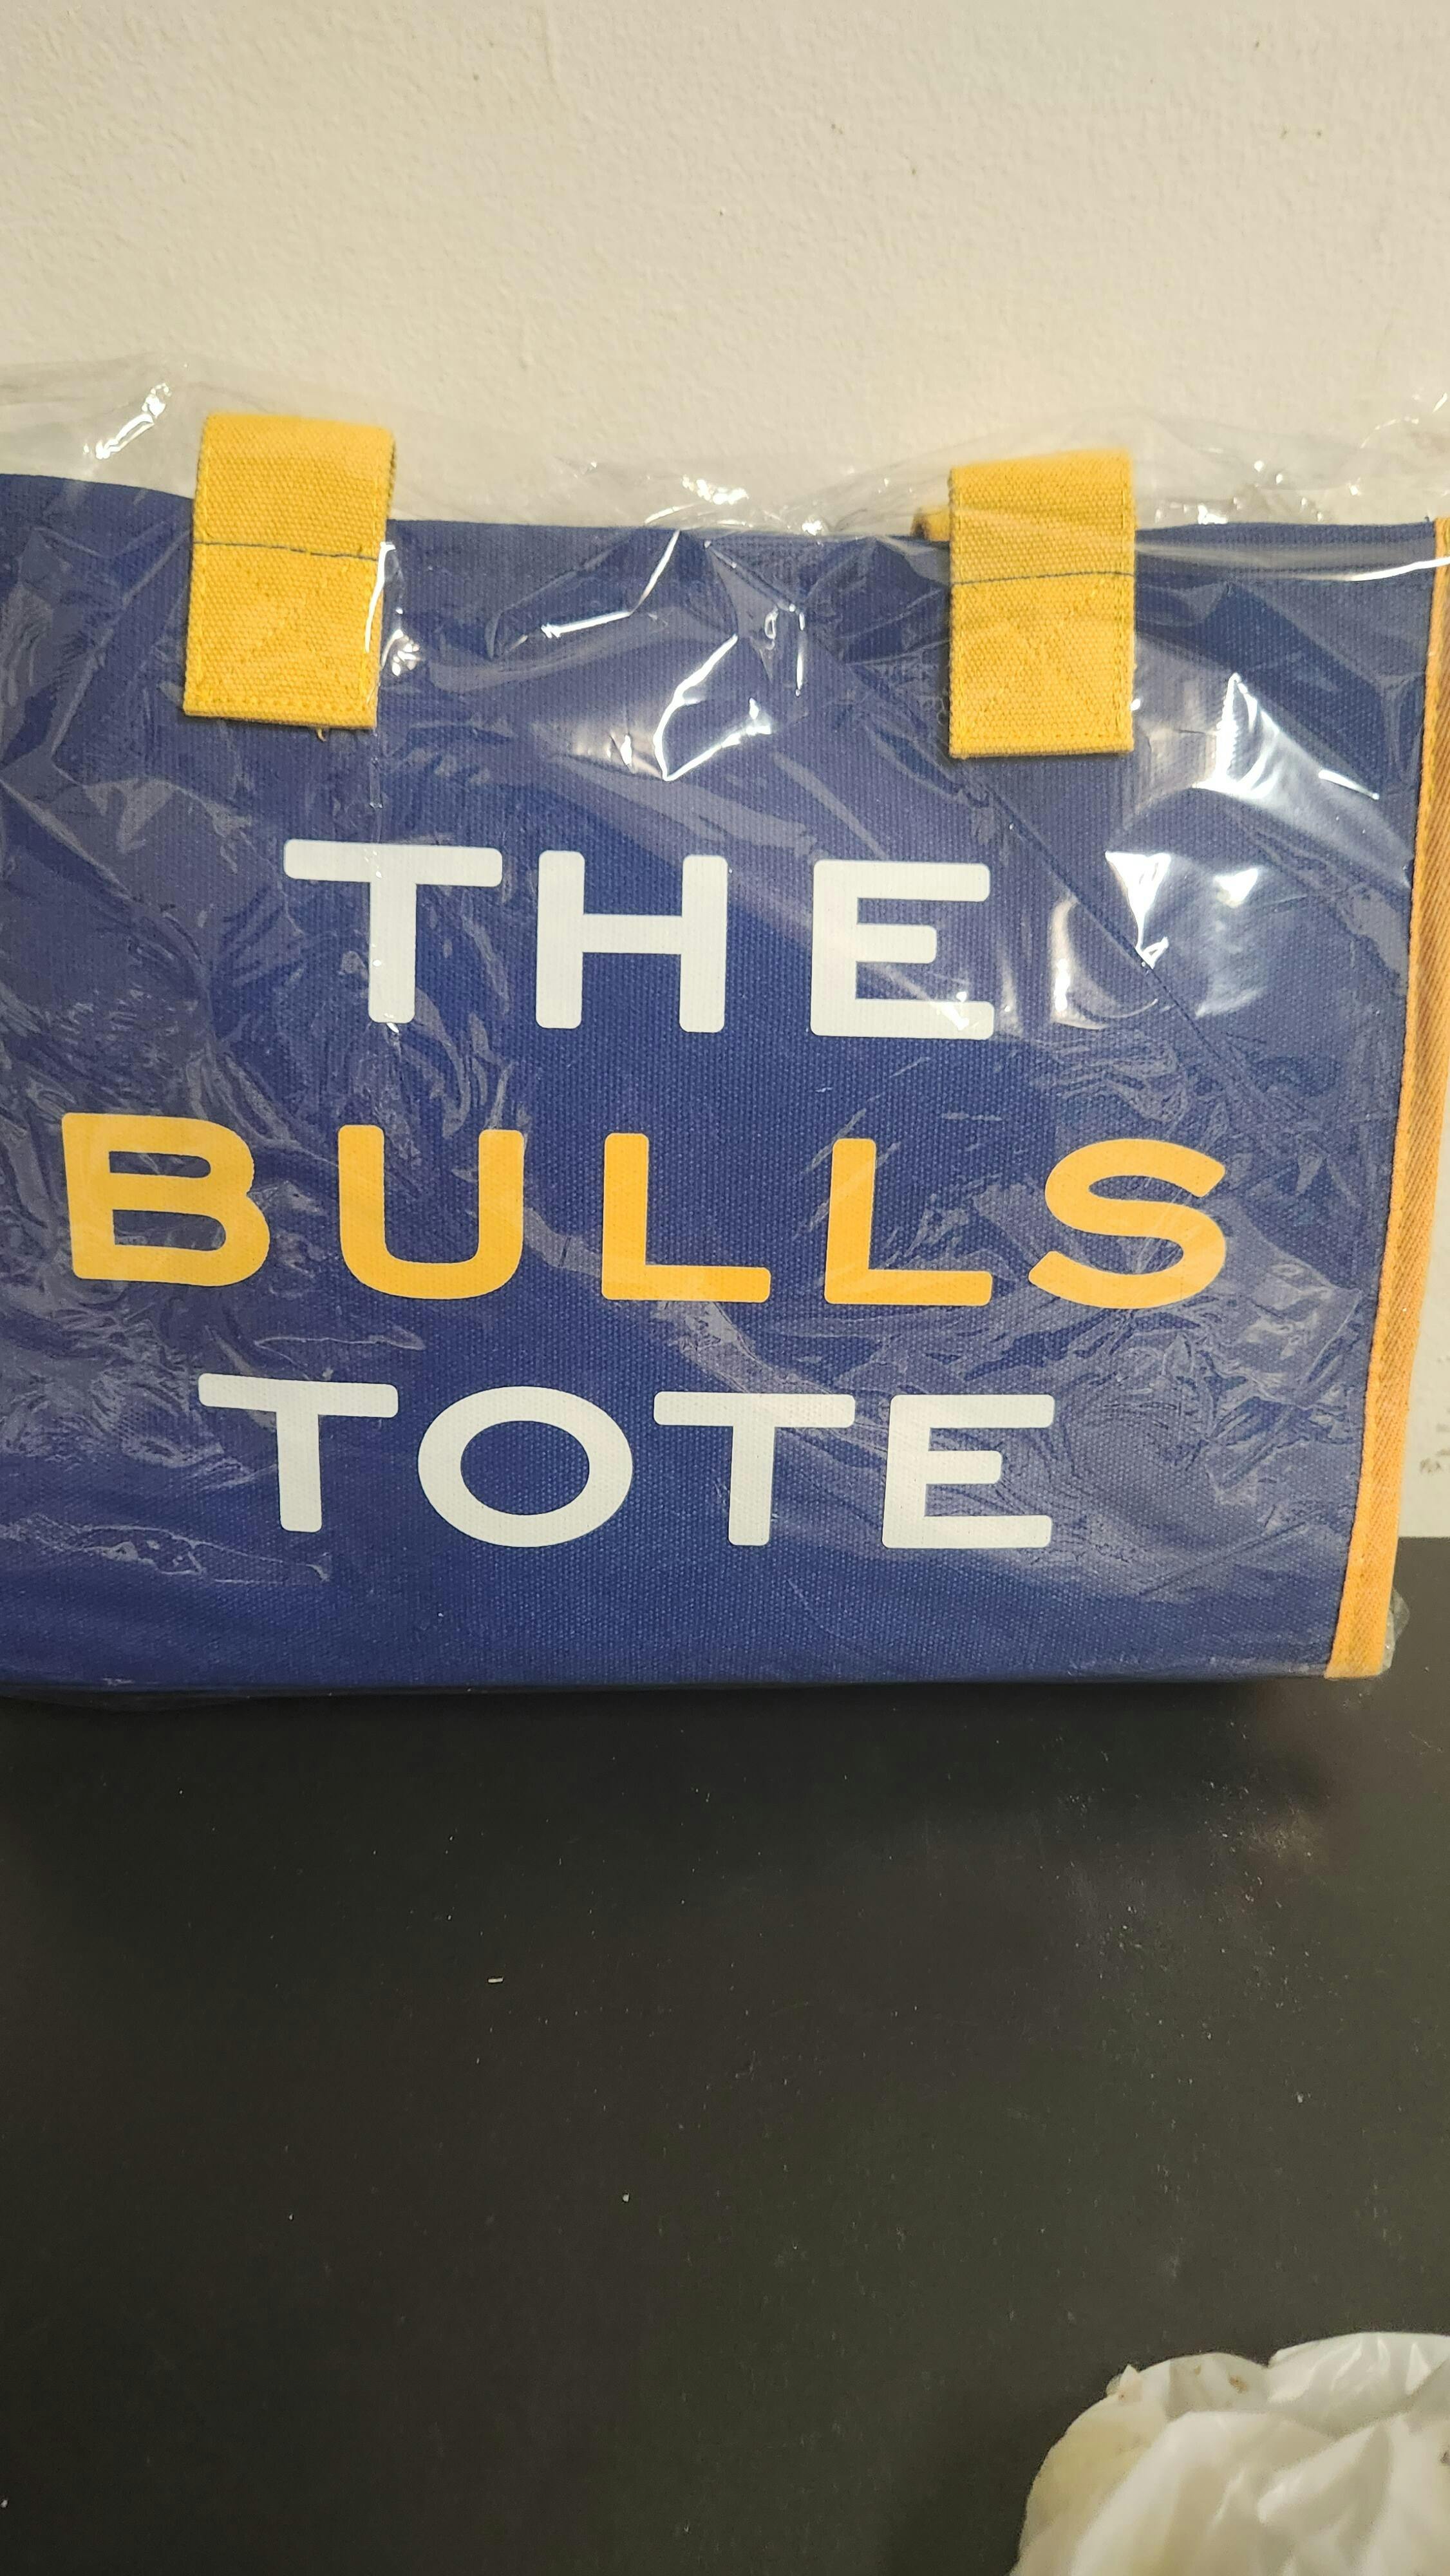 THE
BULLS
TOTE